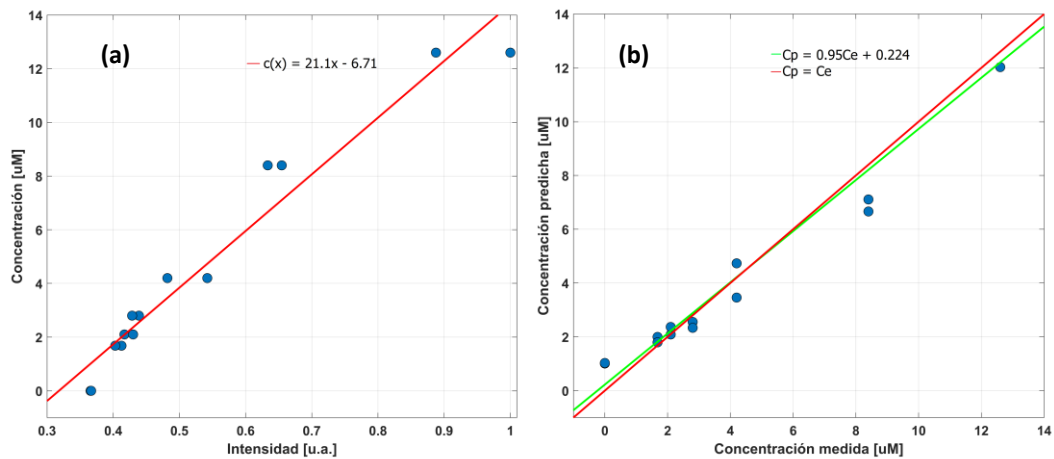 (a)
c(x) = 21.1x - 6.71
14
12
10
8
6
4
2
0
Concentración [uM]
0.3 0.4 0.5 0.6 0.7 0.8 0.9 1
Intensidad [u.a.]
(b)
Cp = 0.95Ce + 0.224
Cp = Ce
14
12
10
8
6
4
2
0
Concentración predicha [uM]
0 2 4 6 8 10 12 14
Concentración medida [uM]